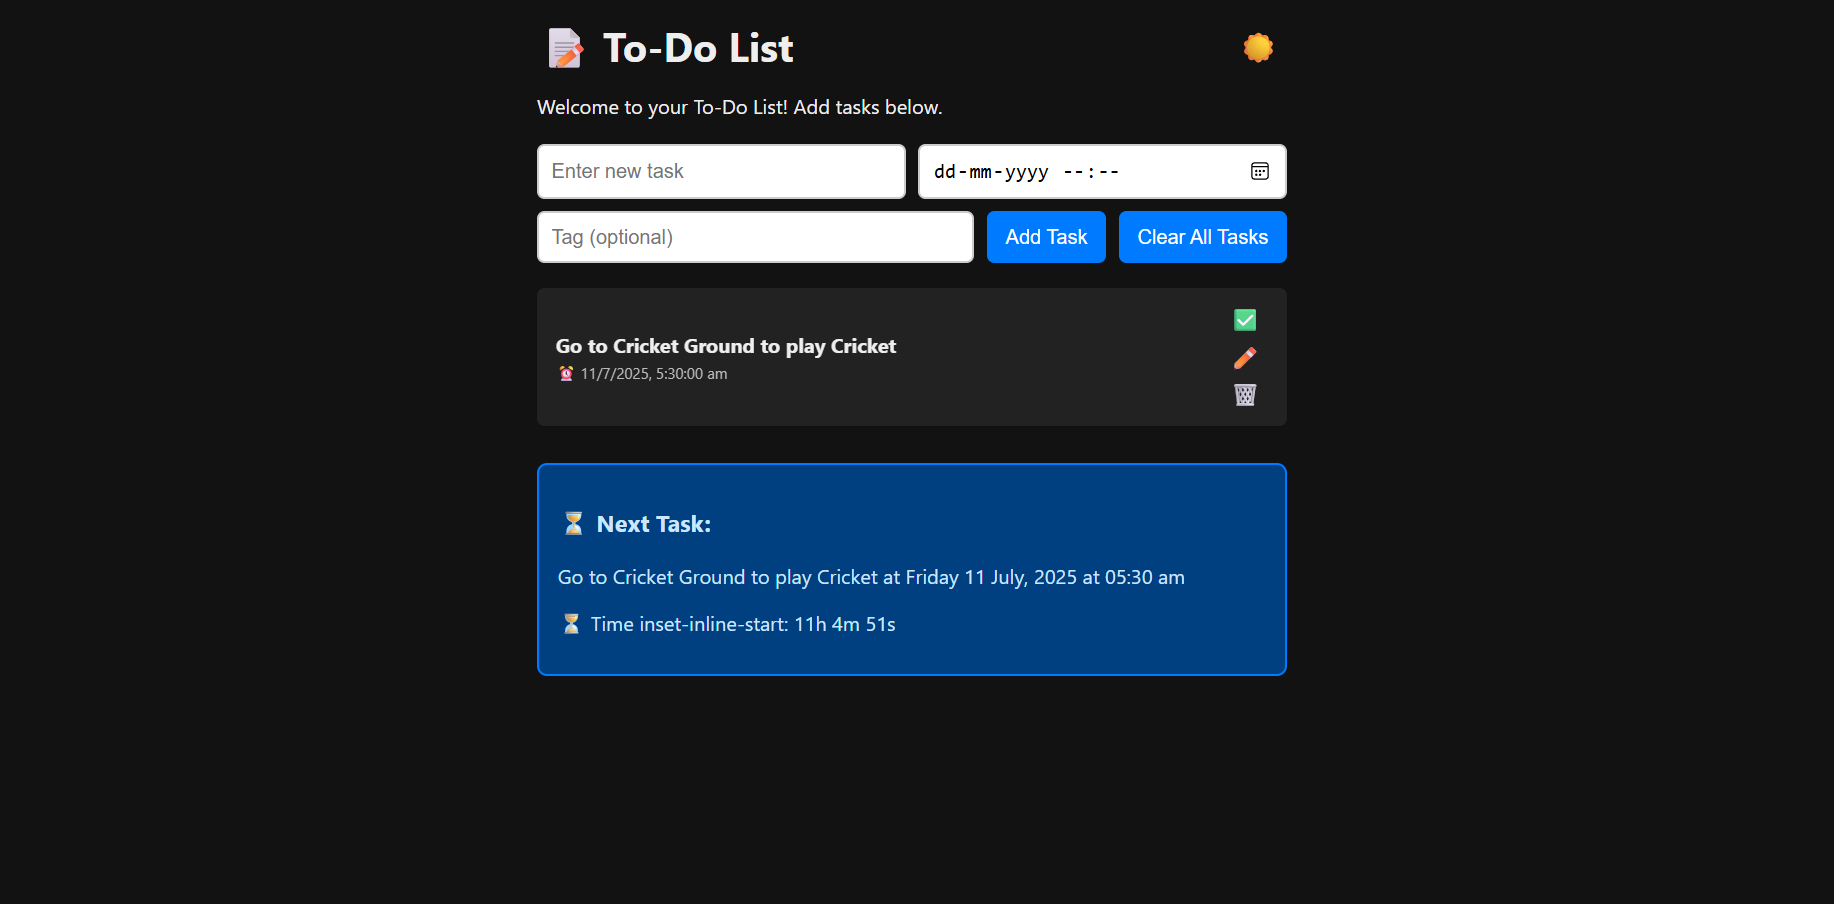 To-Do List
Welcome to your To-Do List! Add tasks below.
Enter new task
dd-mm-yyyy --:--
Tag (optional)
Add Task
Clear All Tasks
Go to Cricket Ground to play Cricket
11/7/2025, 5:30:00 am
Next Task:
Go to Cricket Ground to play Cricket at Friday 11 July, 2025 at 05:30 am
Time inset-inline-start: 11h 4m 51s